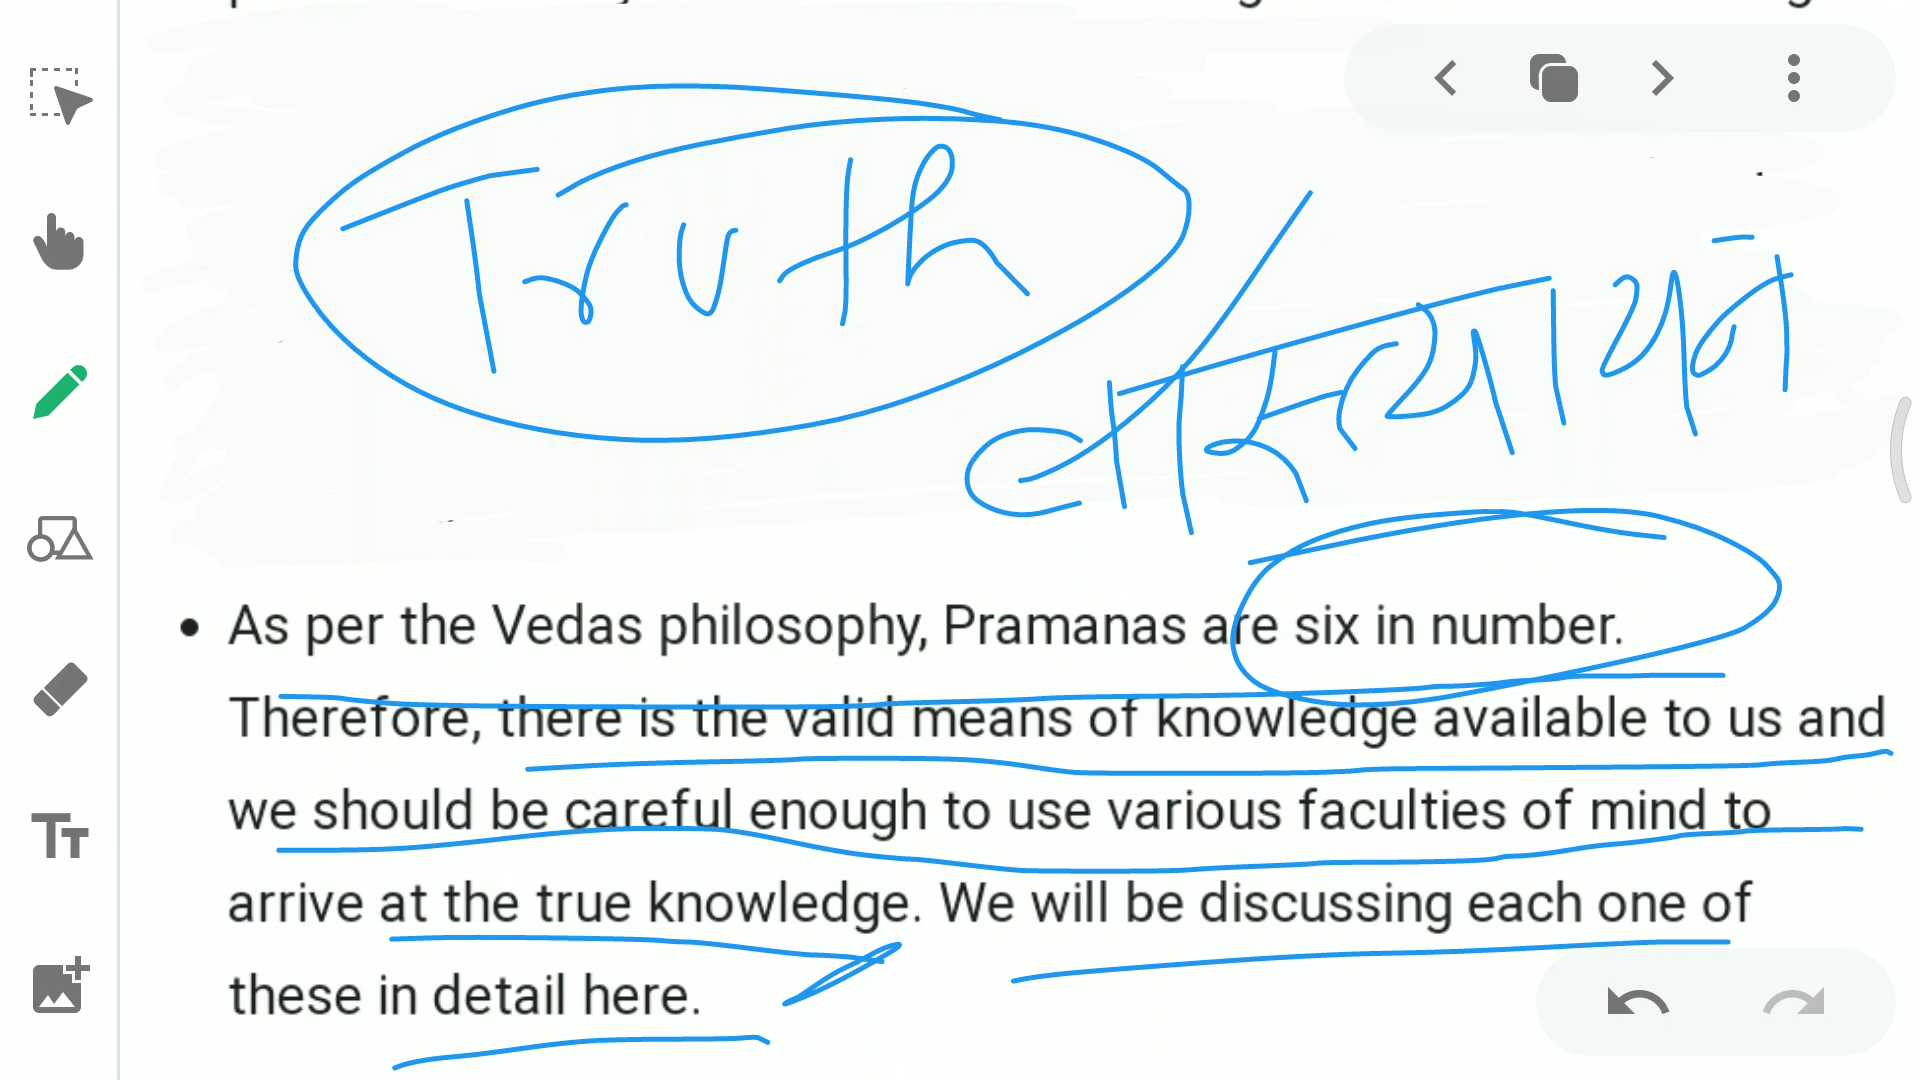 Truth
As per the Vedas philosophy, Pramanas are six in number.
Therefore, there is the valid means of knowledge available to us and
we should be careful enough to use various faculties of mind to
arrive at the true knowledge. We will be discussing each one of
these in detail here.